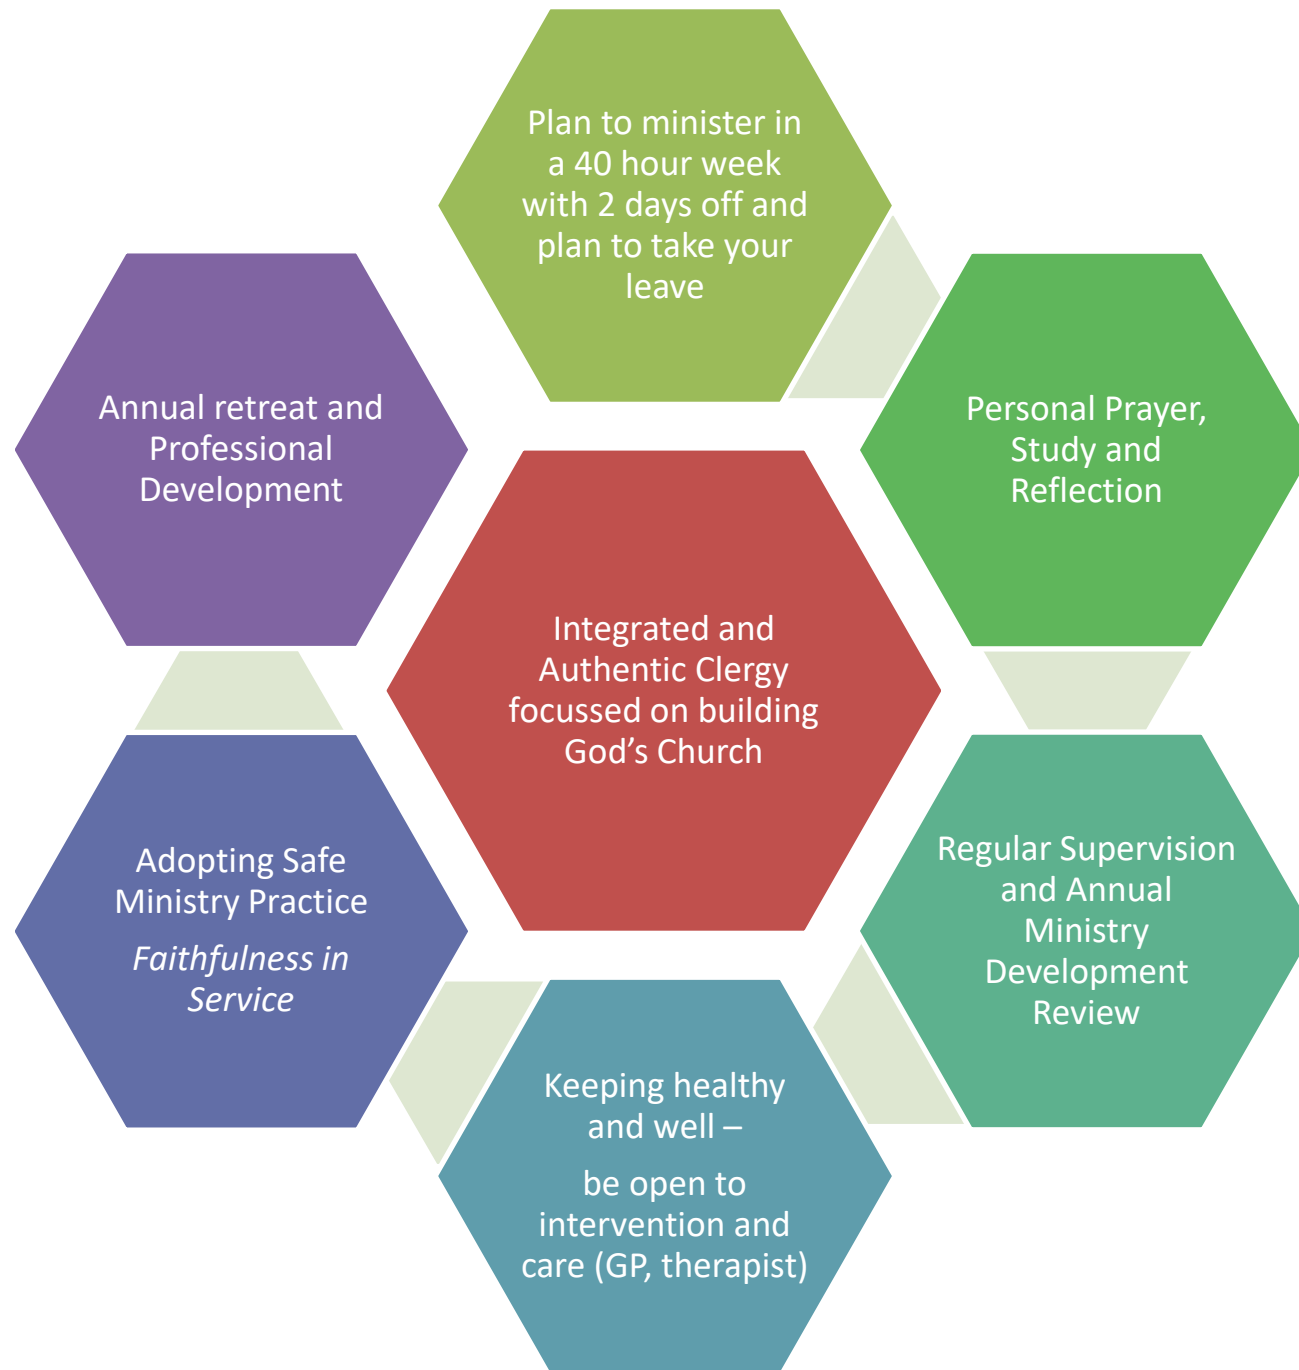 Plan to minister in
a 40 hour week
with 2 days off and
plan to take your
leave
Personal Prayer,
Study and
Reflection
Regular Supervision
and Annual
Ministry
Development
Review
Keeping healthy
and well –
be open to
intervention and
care (GP, therapist)
Adopting Safe
Ministry Practice
Faithfulness in
Service
Annual retreat and
Professional
Development
Integrated and
Authentic Clergy
focussed on building
God’s Church